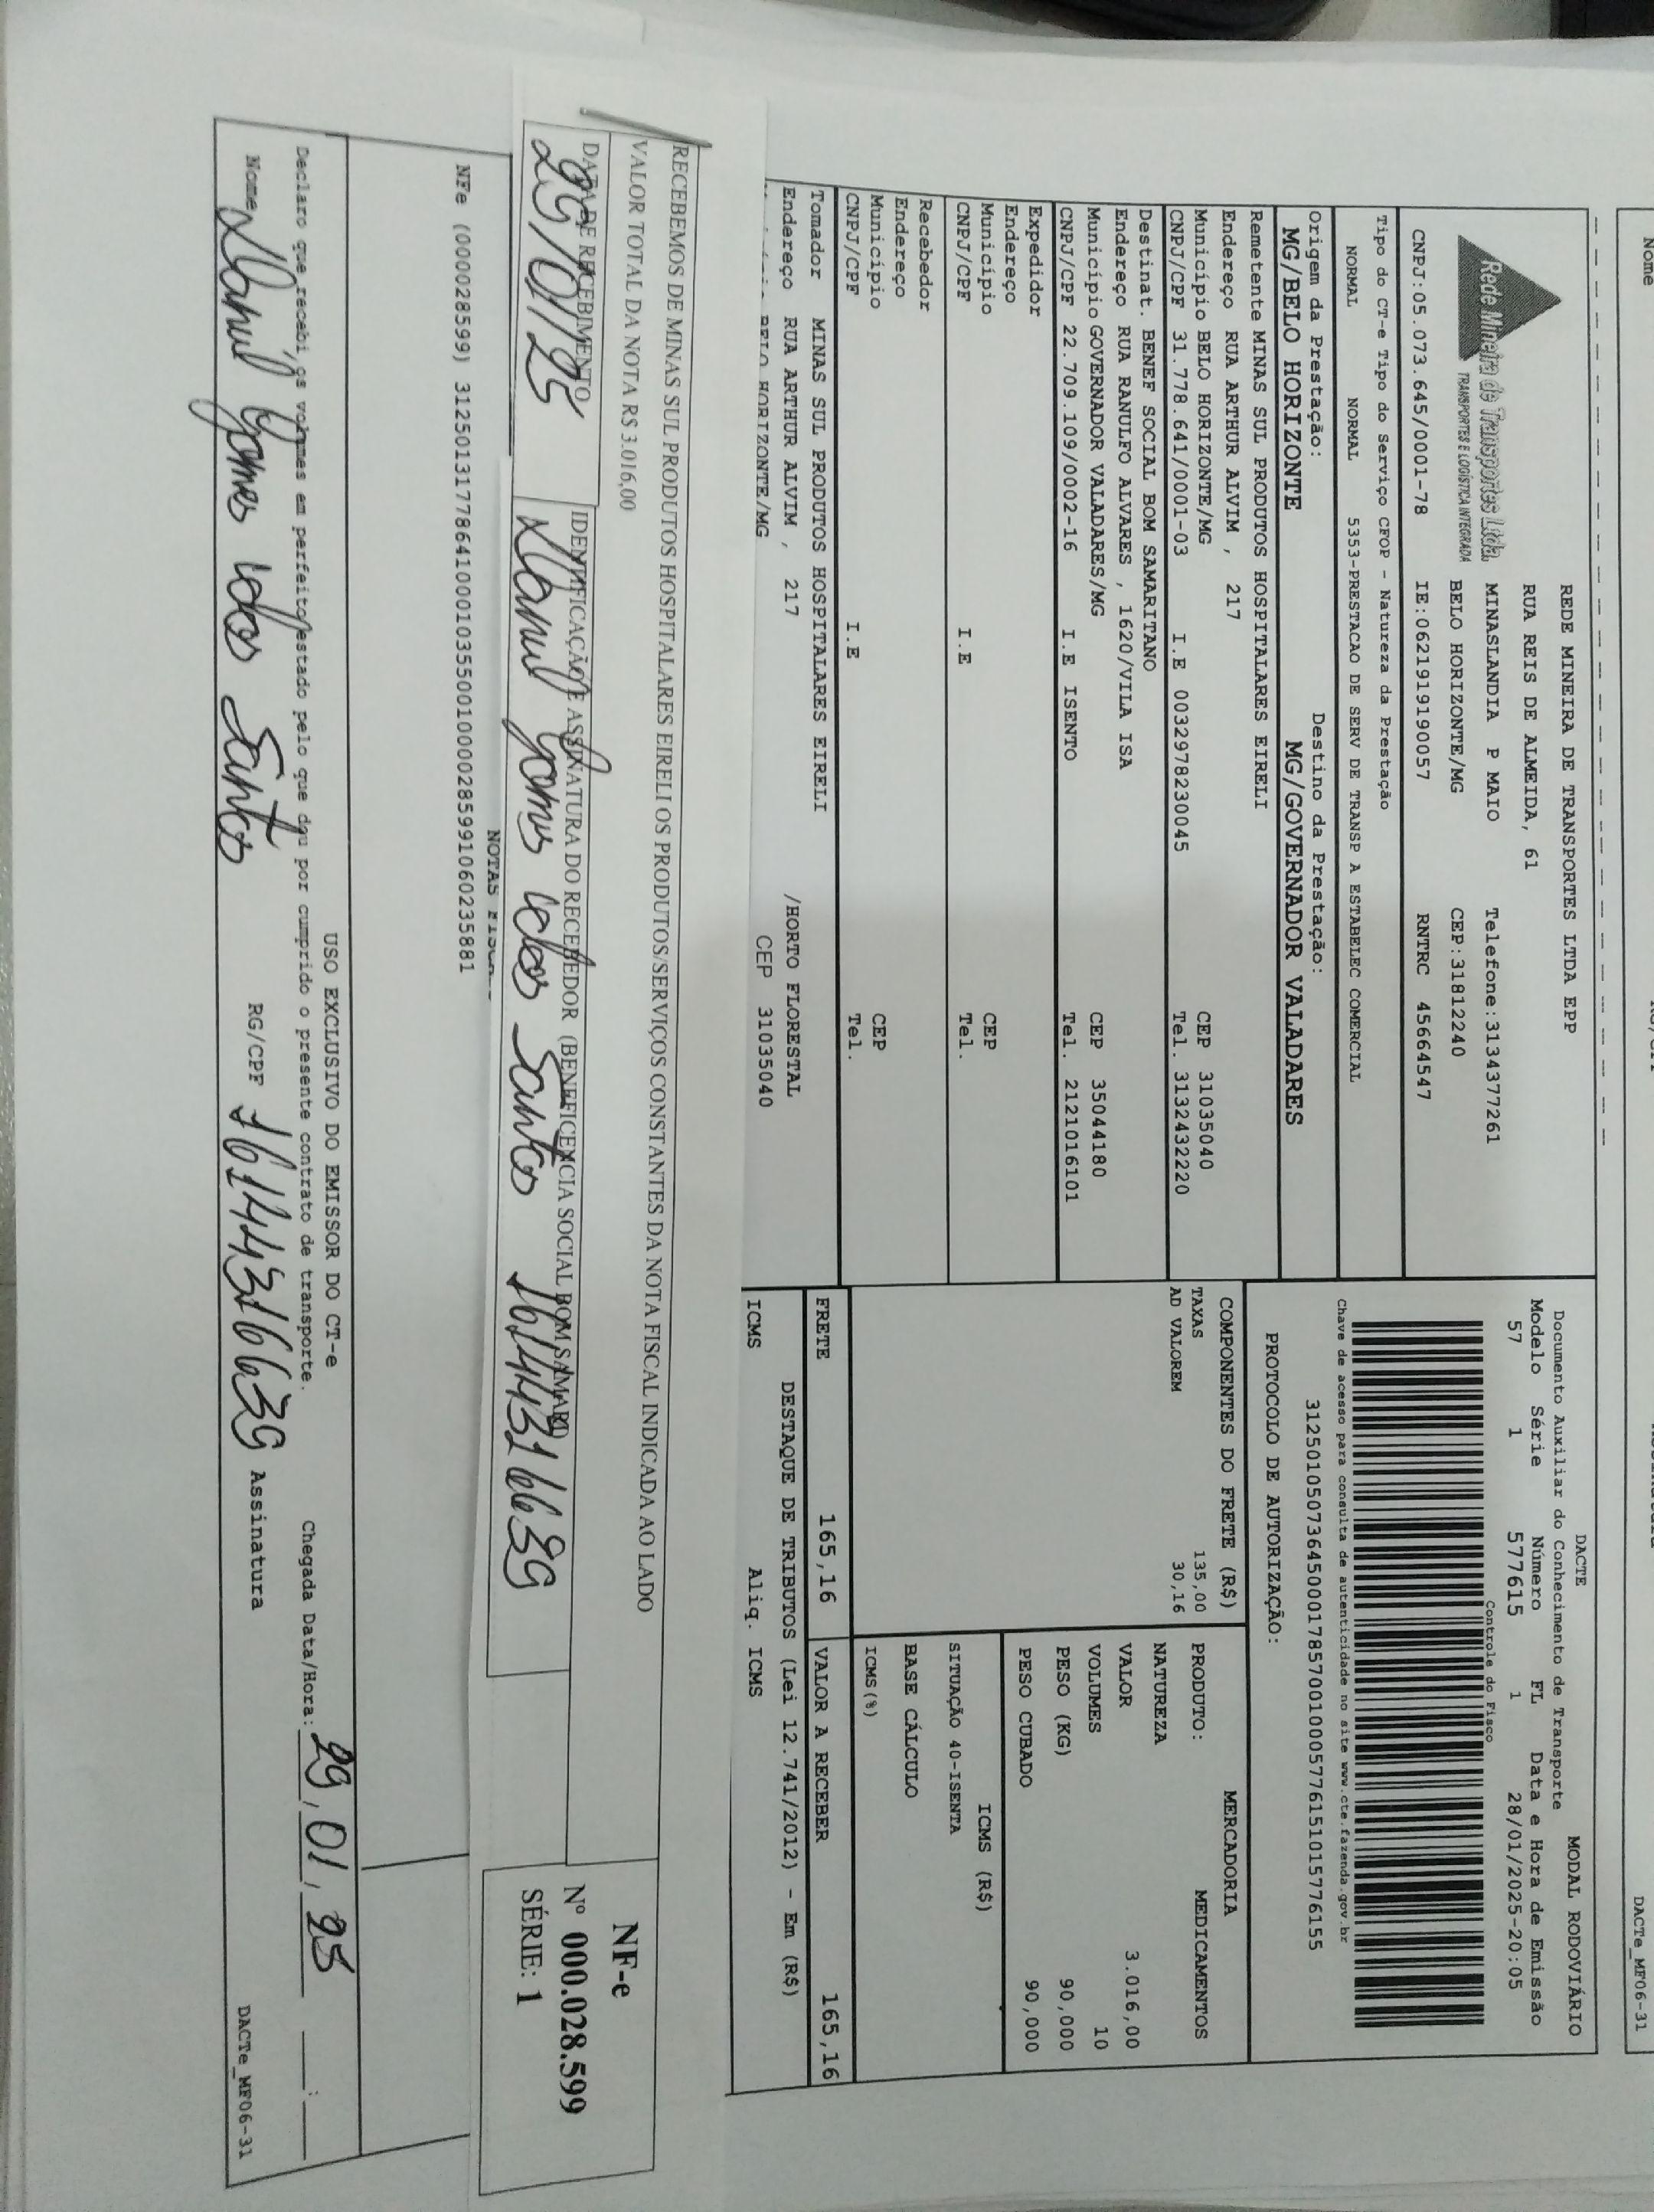 Nome
DACTe_MF06-31
Rede Mineira de Transportes Ltda.
TRANSPORTES E LOGÍSTICA INTEGRADA
REDE MINEIRA DE TRANSPORTES LTDA EPP
RUA REIS DE ALMEIDA, 61
MINASLANDIA P MAIO Telefone:3134377261
BELO HORIZONTE/MG CEP:31812240
CNPJ:05.073.645/0001-78 IE:0621919190057 RNTRC 45664547
DACTE MODAL RODOVIÁRIO
Documento Auxiliar do Conhecimento de Transporte
Modelo Série Número FL Data e Hora de Emissão
57 1 577615 1 28/01/2025-20:05
Controle do Fisco
Chave de acesso para consulta de autenticidade no site www.cte.fazenda.gov.br
31250105073645000178570010005776151015776155
PROTOCOLO DE AUTORIZAÇÃO:
Tipo do CT-e Tipo do Serviço CFOP - Natureza da Prestação
NORMAL NORMAL 5353-PRESTACAO DE SERV DE TRANSP A ESTABELEC COMERCIAL
Origem da Prestação: Destino da Prestação:
MG/BELO HORIZONTE MG/GOVERNADOR VALADARES
Remetente MINAS SUL PRODUTOS HOSPITALARES EIRELI
Endereço RUA ARTHUR ALVIM , 217
Município BELO HORIZONTE/MG CEP 31035040
CNPJ/CPF 31.778.641/0001-03 I.E 0032978230045 Tel. 3132432220
Destinat. BENEF SOCIAL BOM SAMARITANO
Endereço RUA RANULFO ALVARES , 1620/VILA ISA
Município GOVERNADOR VALADARES/MG CEP 35044180
CNPJ/CPF 22.709.109/0002-16 I.E ISENTO Tel. 2121016101
Expedidor
Endereço
Município CEP
CNPJ/CPF I.E Tel.
Recebedor
Endereço
Município CEP
CNPJ/CPF I.E Tel.
Tomador MINAS SUL PRODUTOS HOSPITALARES EIRELI
Endereço RUA ARTHUR ALVIM , 217 /HORTO FLORESTAL
BELO HORIZONTE/MG CEP 31035040
COMPONENTES DO FRETE (R$)
TAXAS 135,00
AD VALOREM 30,16
MERCADORIA
PRODUTO: MEDICAMENTOS
NATUREZA
VALOR 3.016,00
VOLUMES 10
PESO (KG) 90,000
PESO CUBADO 90,000
ICMS (R$)
SITUAÇÃO 40-ISENTA
BASE CÁLCULO
ICMS(%)
FRETE 165,16 VALOR A RECEBER 165,16
DESTAQUE DE TRIBUTOS (Lei 12.741/2012) - Em (R$)
ICMS Aliq. ICMS
RECEBEMOS DE MINAS SUL PRODUTOS HOSPITALARES EIRELI OS PRODUTOS/SERVIÇOS CONSTANTES DA NOTA FISCAL INDICADA AO LADO
VALOR TOTAL DA NOTA R$ 3.016,00
DATA DE RECEBIMENTO IDENTIFICAÇÃO E ASSINATURA DO RECEBEDOR (BENEFICENCIA SOCIAL BOM SAMARI)
29/01/25 Gomes dos Santos 16144316639
NF-e
Nº 000.028.599
SÉRIE: 1
NOTAS
NFe (000028599) 31250131778641000103550010000285991060235881
USO EXCLUSIVO DO EMISSOR DO CT-e
Declaro que recebi os volumes em perfeito estado pelo que dou por cumprido o presente contrato de transporte. Chegada Data/Hora: 29/01/25 :
Nome Gomes dos Santos RG/CPF 16144316639 Assinatura
DACTe_MF06-31